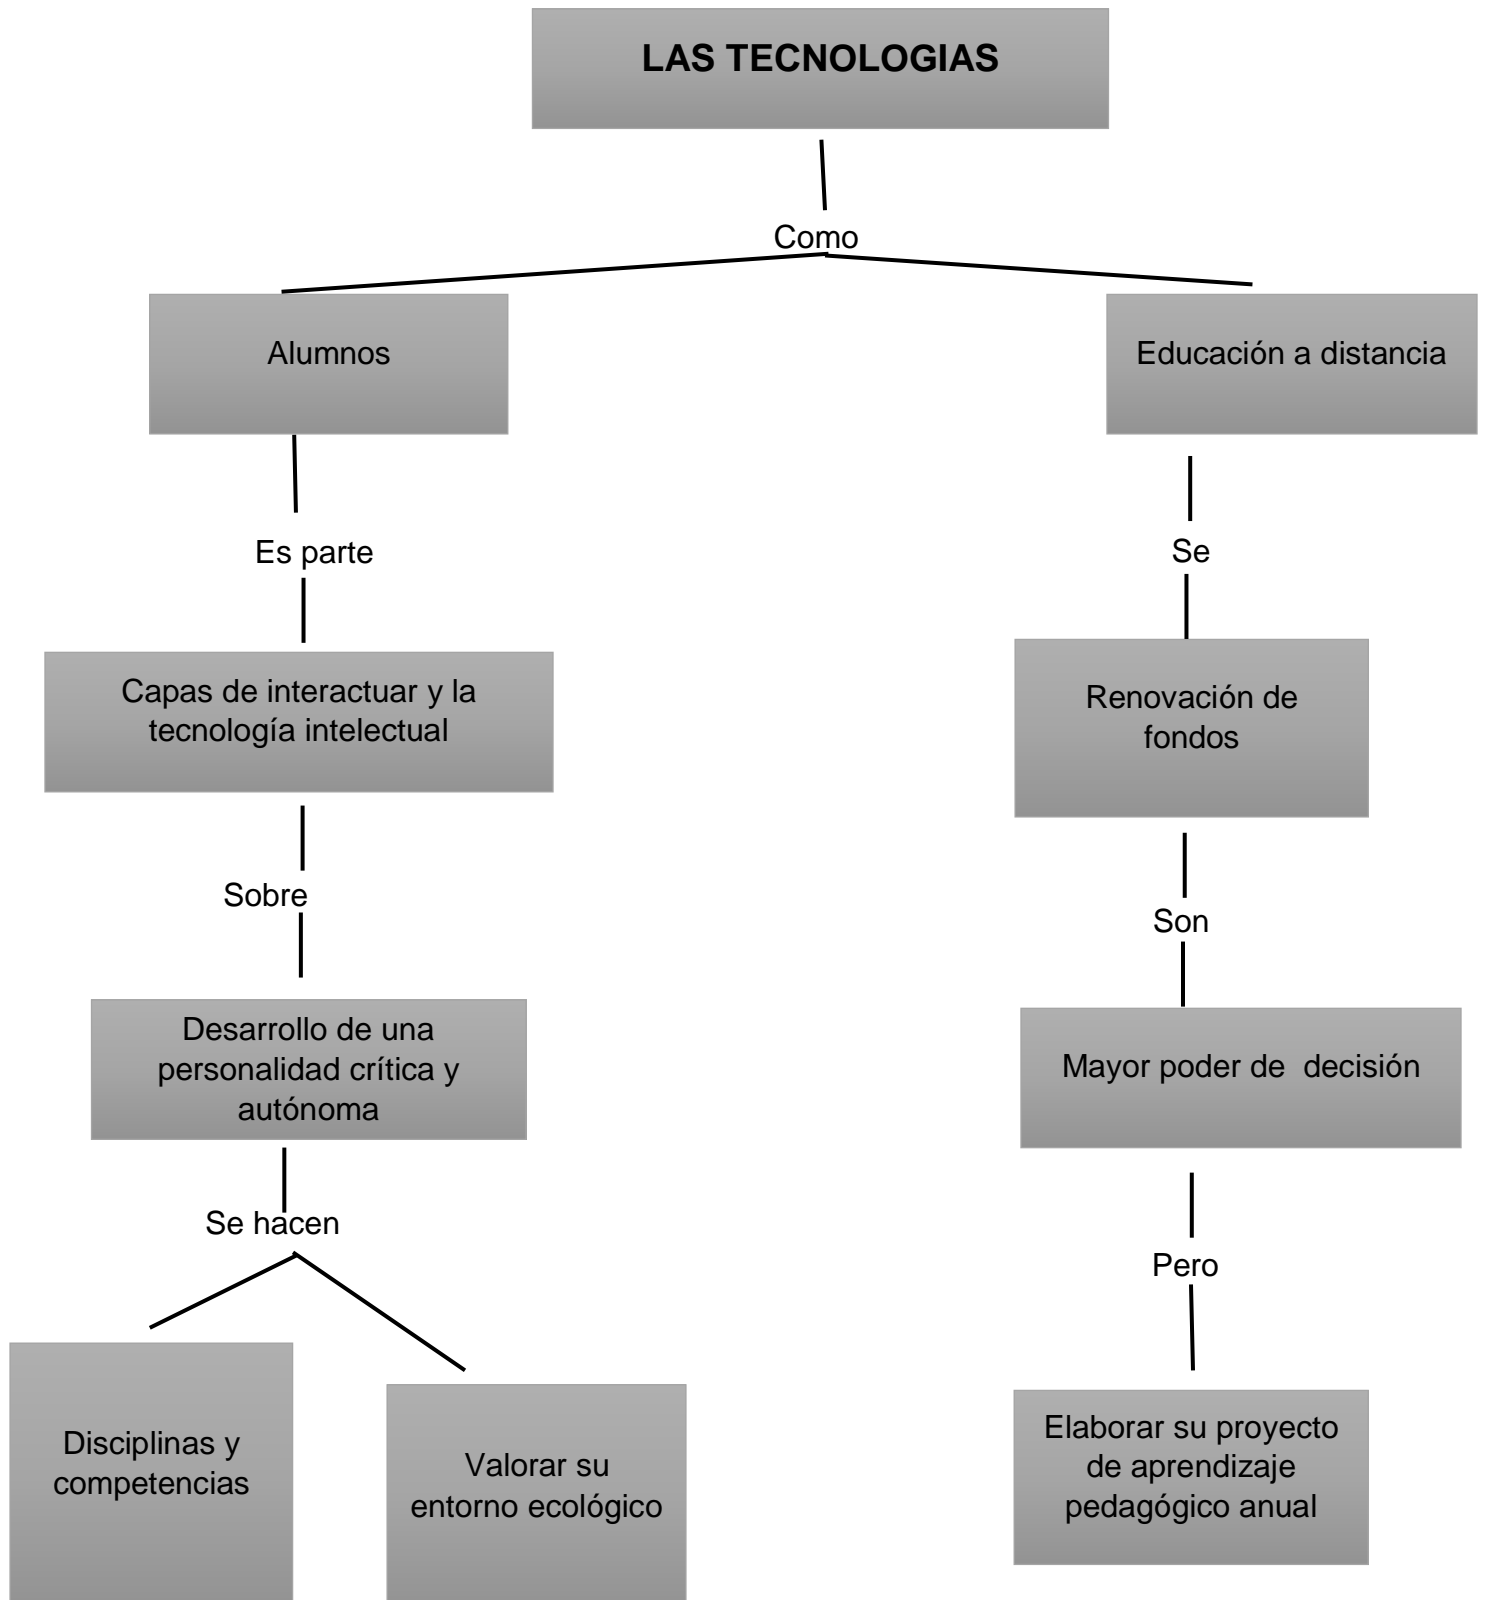 LAS TECNOLOGIAS
Como
Alumnos
Educación a distancia
Es parte
Se
Capas de interactuar y la
tecnología intelectual
Renovación de
fondos
Sobre
Son
Desarrollo de una
personalidad crítica y
autónoma
Mayor poder de  decisión
Se hacen
Pero
Disciplinas y
competencias
Valorar su
entorno ecológico
Elaborar su proyecto
de aprendizaje
pedagógico anual